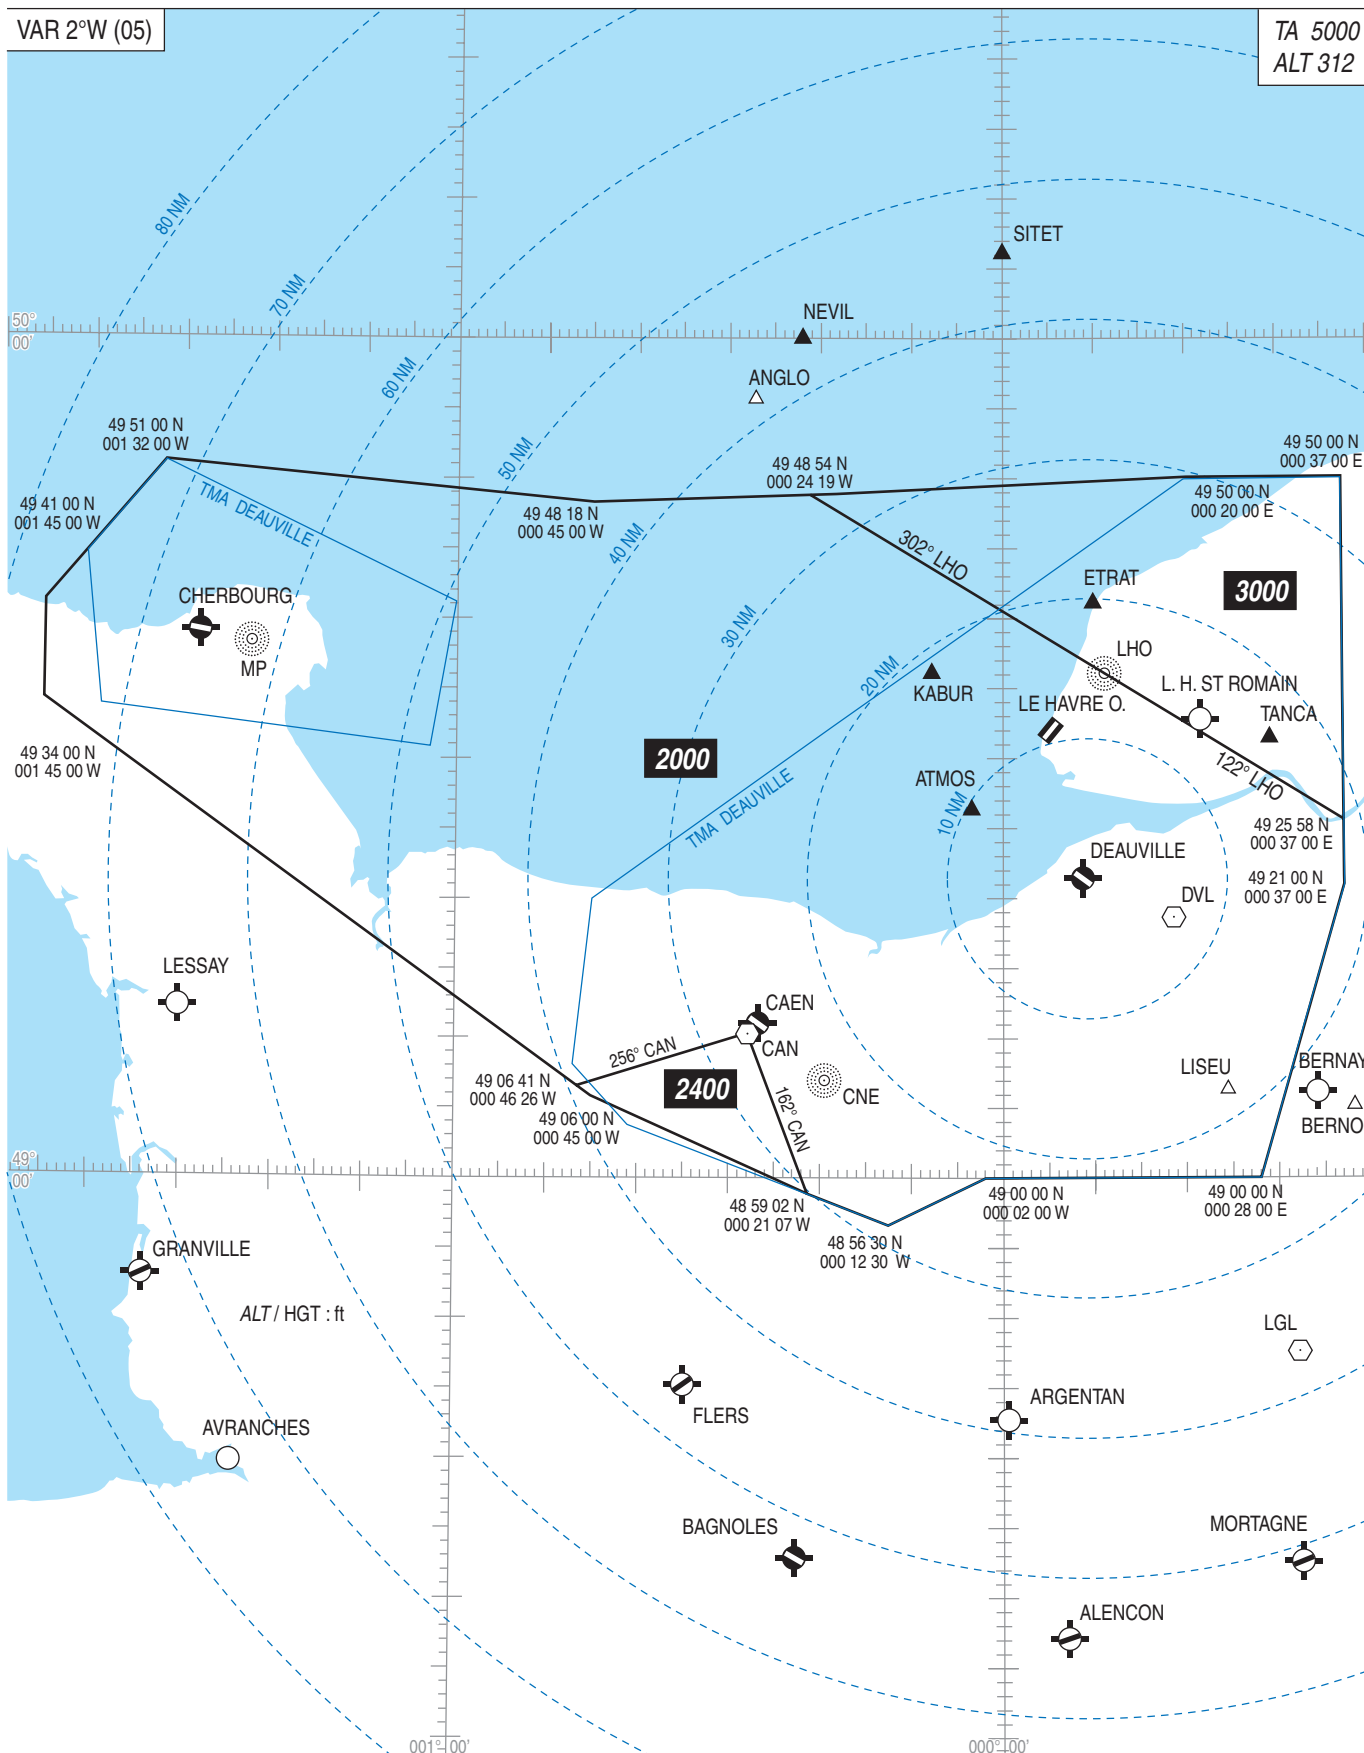 VAR 2°W (05)
TA 5000
ALT 312
80 NM
SITET
70 NM
NEVIL
50°
00'
60 NM
ANGLO
49 51 00 N
001 32 00 W
50 NM
49 48 54 N
000 24 19 W
49 50 00 N
000 37 00 E
49 41 00 N
001 45 00 W
TMA DEAUVILLE
49 48 18 N
000 45 00 W
49 50 00 N
000 20 00 E
40 NM
302° LHO
ETRAT
3000
CHERBOURG
30 NM
LHO
MP
20 NM
KABUR
L. H. ST ROMAIN
LE HAVRE O.
TANCA
49 34 00 N
001 45 00 W
2000
122° LHO
ATMOS
TMA DEAUVILLE
10 NM
49 25 58 N
000 37 00 E
DEAUVILLE
49 21 00 N
000 37 00 E
DVL
LESSAY
CAEN
256° CAN
CAN
49 06 41 N
000 46 26 W
2400
162° CAN
CNE
LISEU
BERNAY
49 06 00 N
000 45 00 W
BERNO
49°
00'
48 59 02 N
000 21 07 W
49 00 00 N
000 02 00 W
49 00 00 N
000 28 00 E
48 56 30 N
000 12 30 W
GRANVILLE
ALT / HGT : ft
LGL
FLERS
ARGENTAN
AVRANCHES
BAGNOLES
MORTAGNE
ALENCON
001° 00'
000° 00'